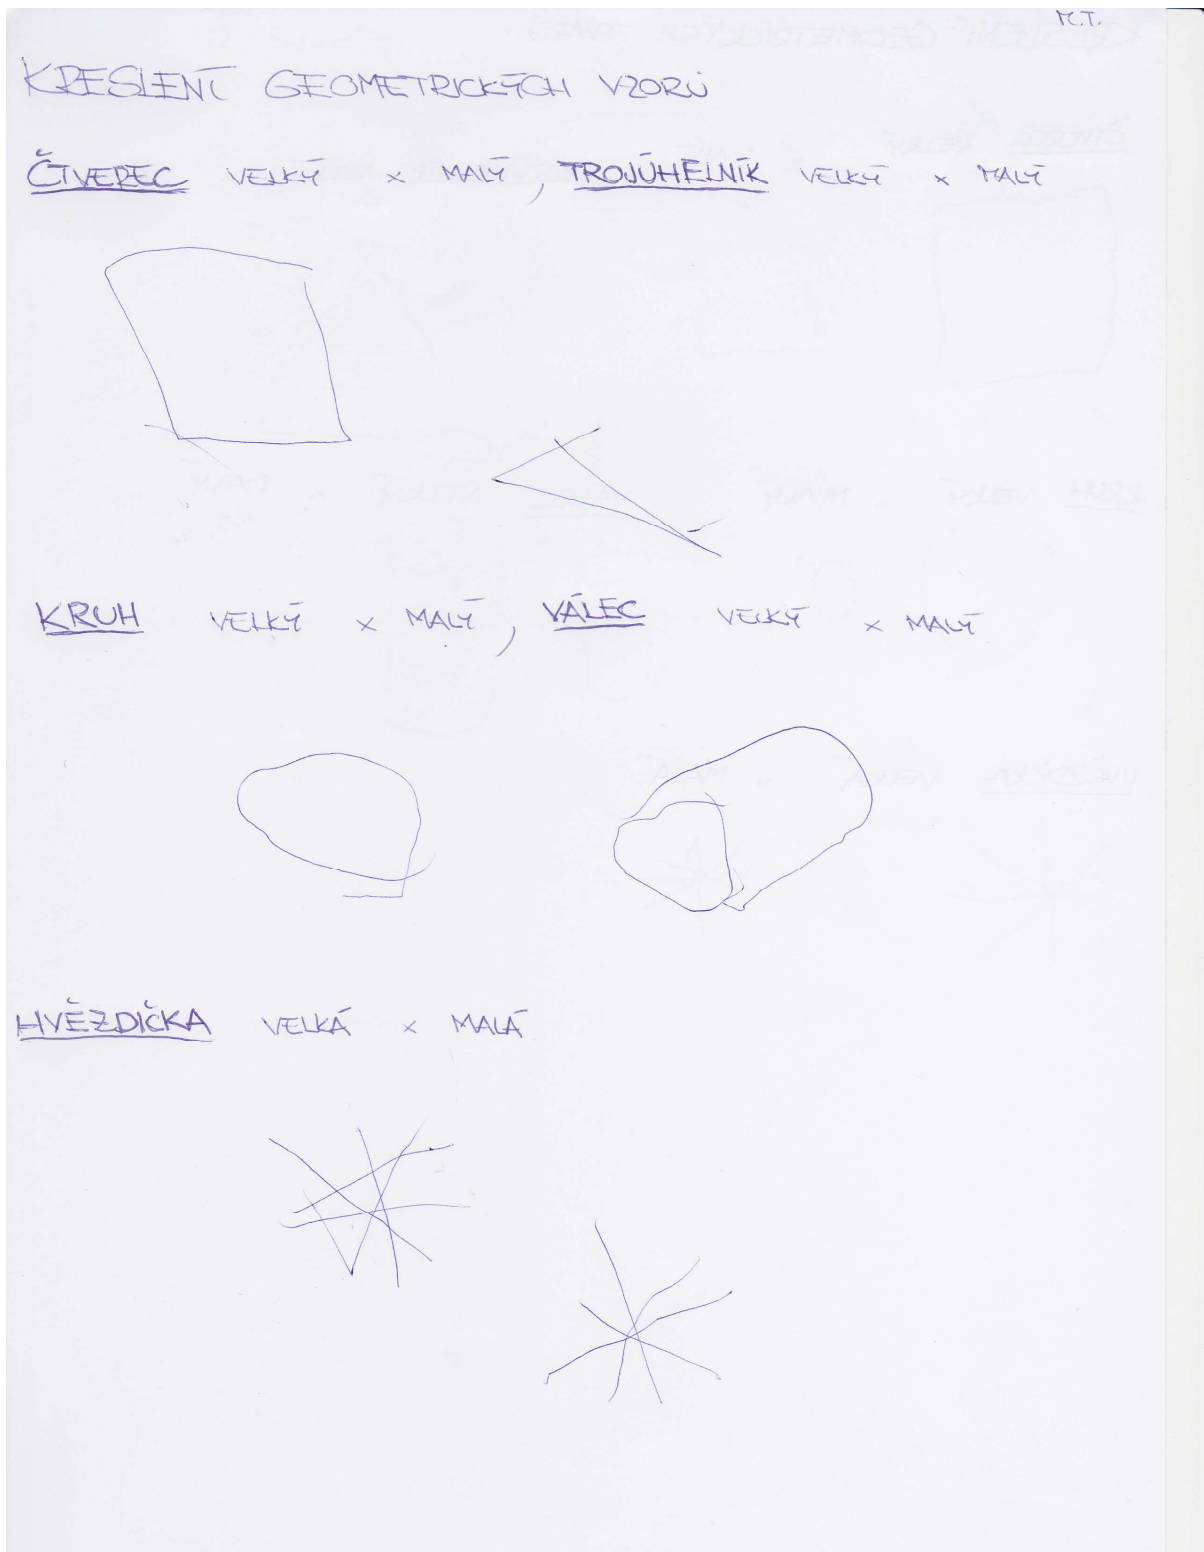 M.T.
KRESLENÍ GEOMETRICKÝCH VZORŮ
ČTVEREC VELKÝ × MALÝ, TROJÚHELNÍK VELKÝ × MALÝ
KRUH VELKÝ × MALÝ, VÁLEC VELKÝ × MALÝ
HVĚZDIČKA VELKÁ × MALÁ